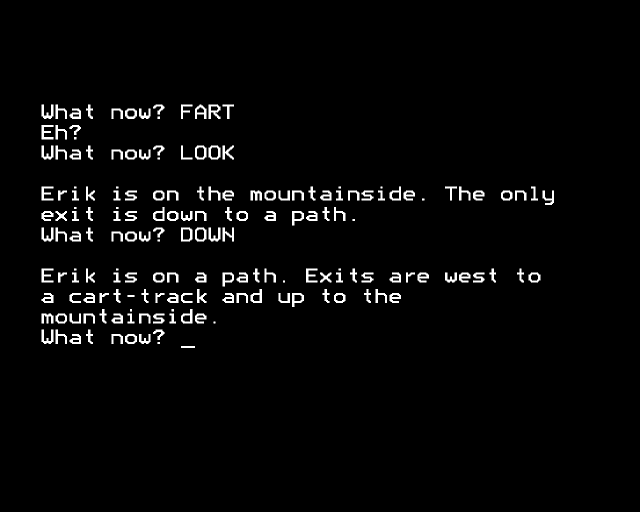 What now? FART
Eh?
What now? LOOK
Erik is on the mountainside. The only
exit is down to a path.
What now? DOWN
Erik is on a path. Exits are west to
a cart-track and up to the
mountainside.
What now? _